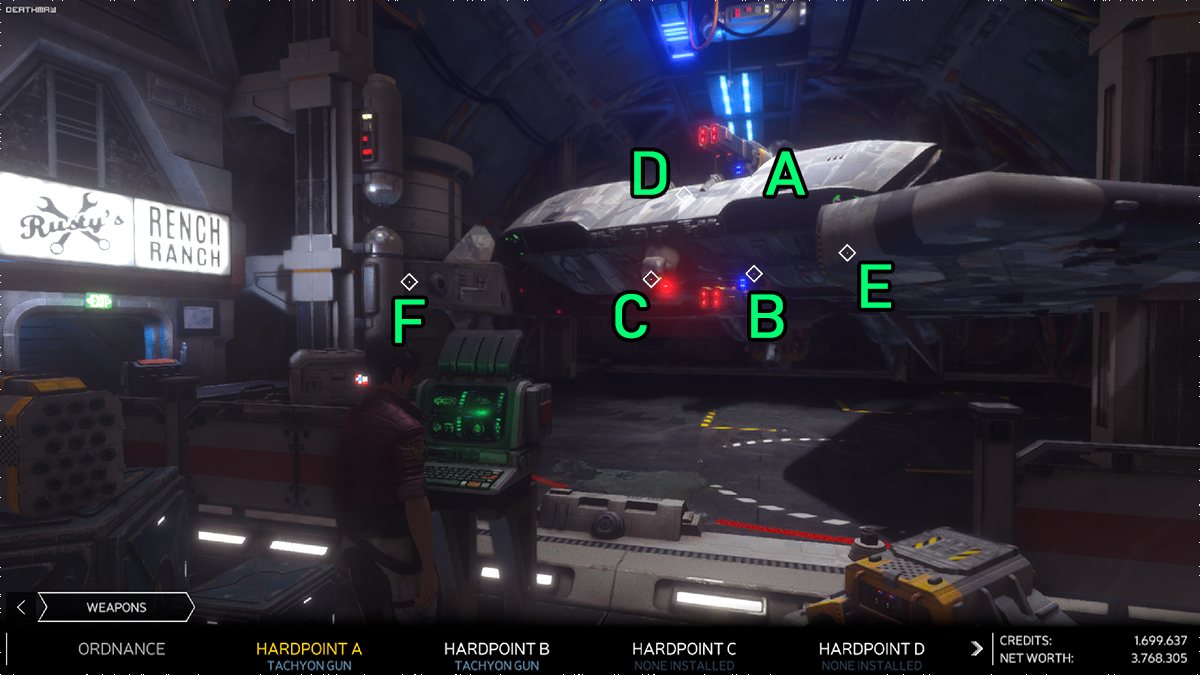 DEATHMAW
D
A
Rusty's
RENCH
RANCH
EXIT
C
B
E
F
WEAPONS
ORDNANCE
HARDPOINT A
TACHYON GUN
HARDPOINT B
TACHYON GUN
HARDPOINT C
NONE INSTALLED
HARDPOINT D
NONE INSTALLED
CREDITS: 1.699.637
NET WORTH: 3.768.305